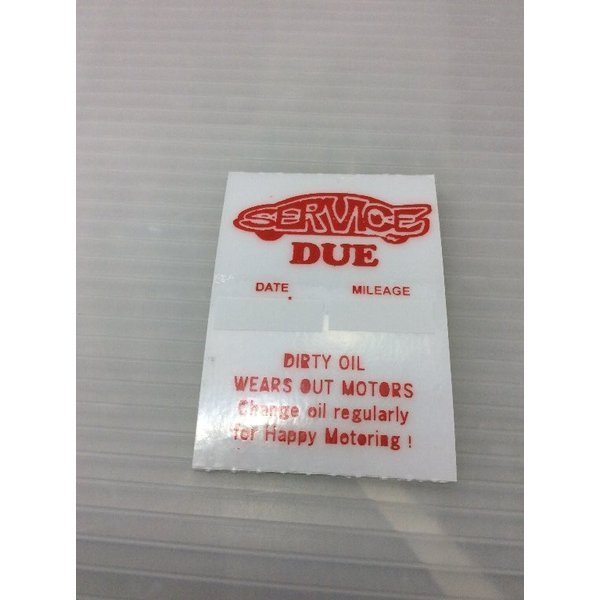 SERVICE
DUE
DATE MILEAGE
DIRTY OIL
WEARS OUT MOTORS
Change oil regularly
for Happy Motoring !